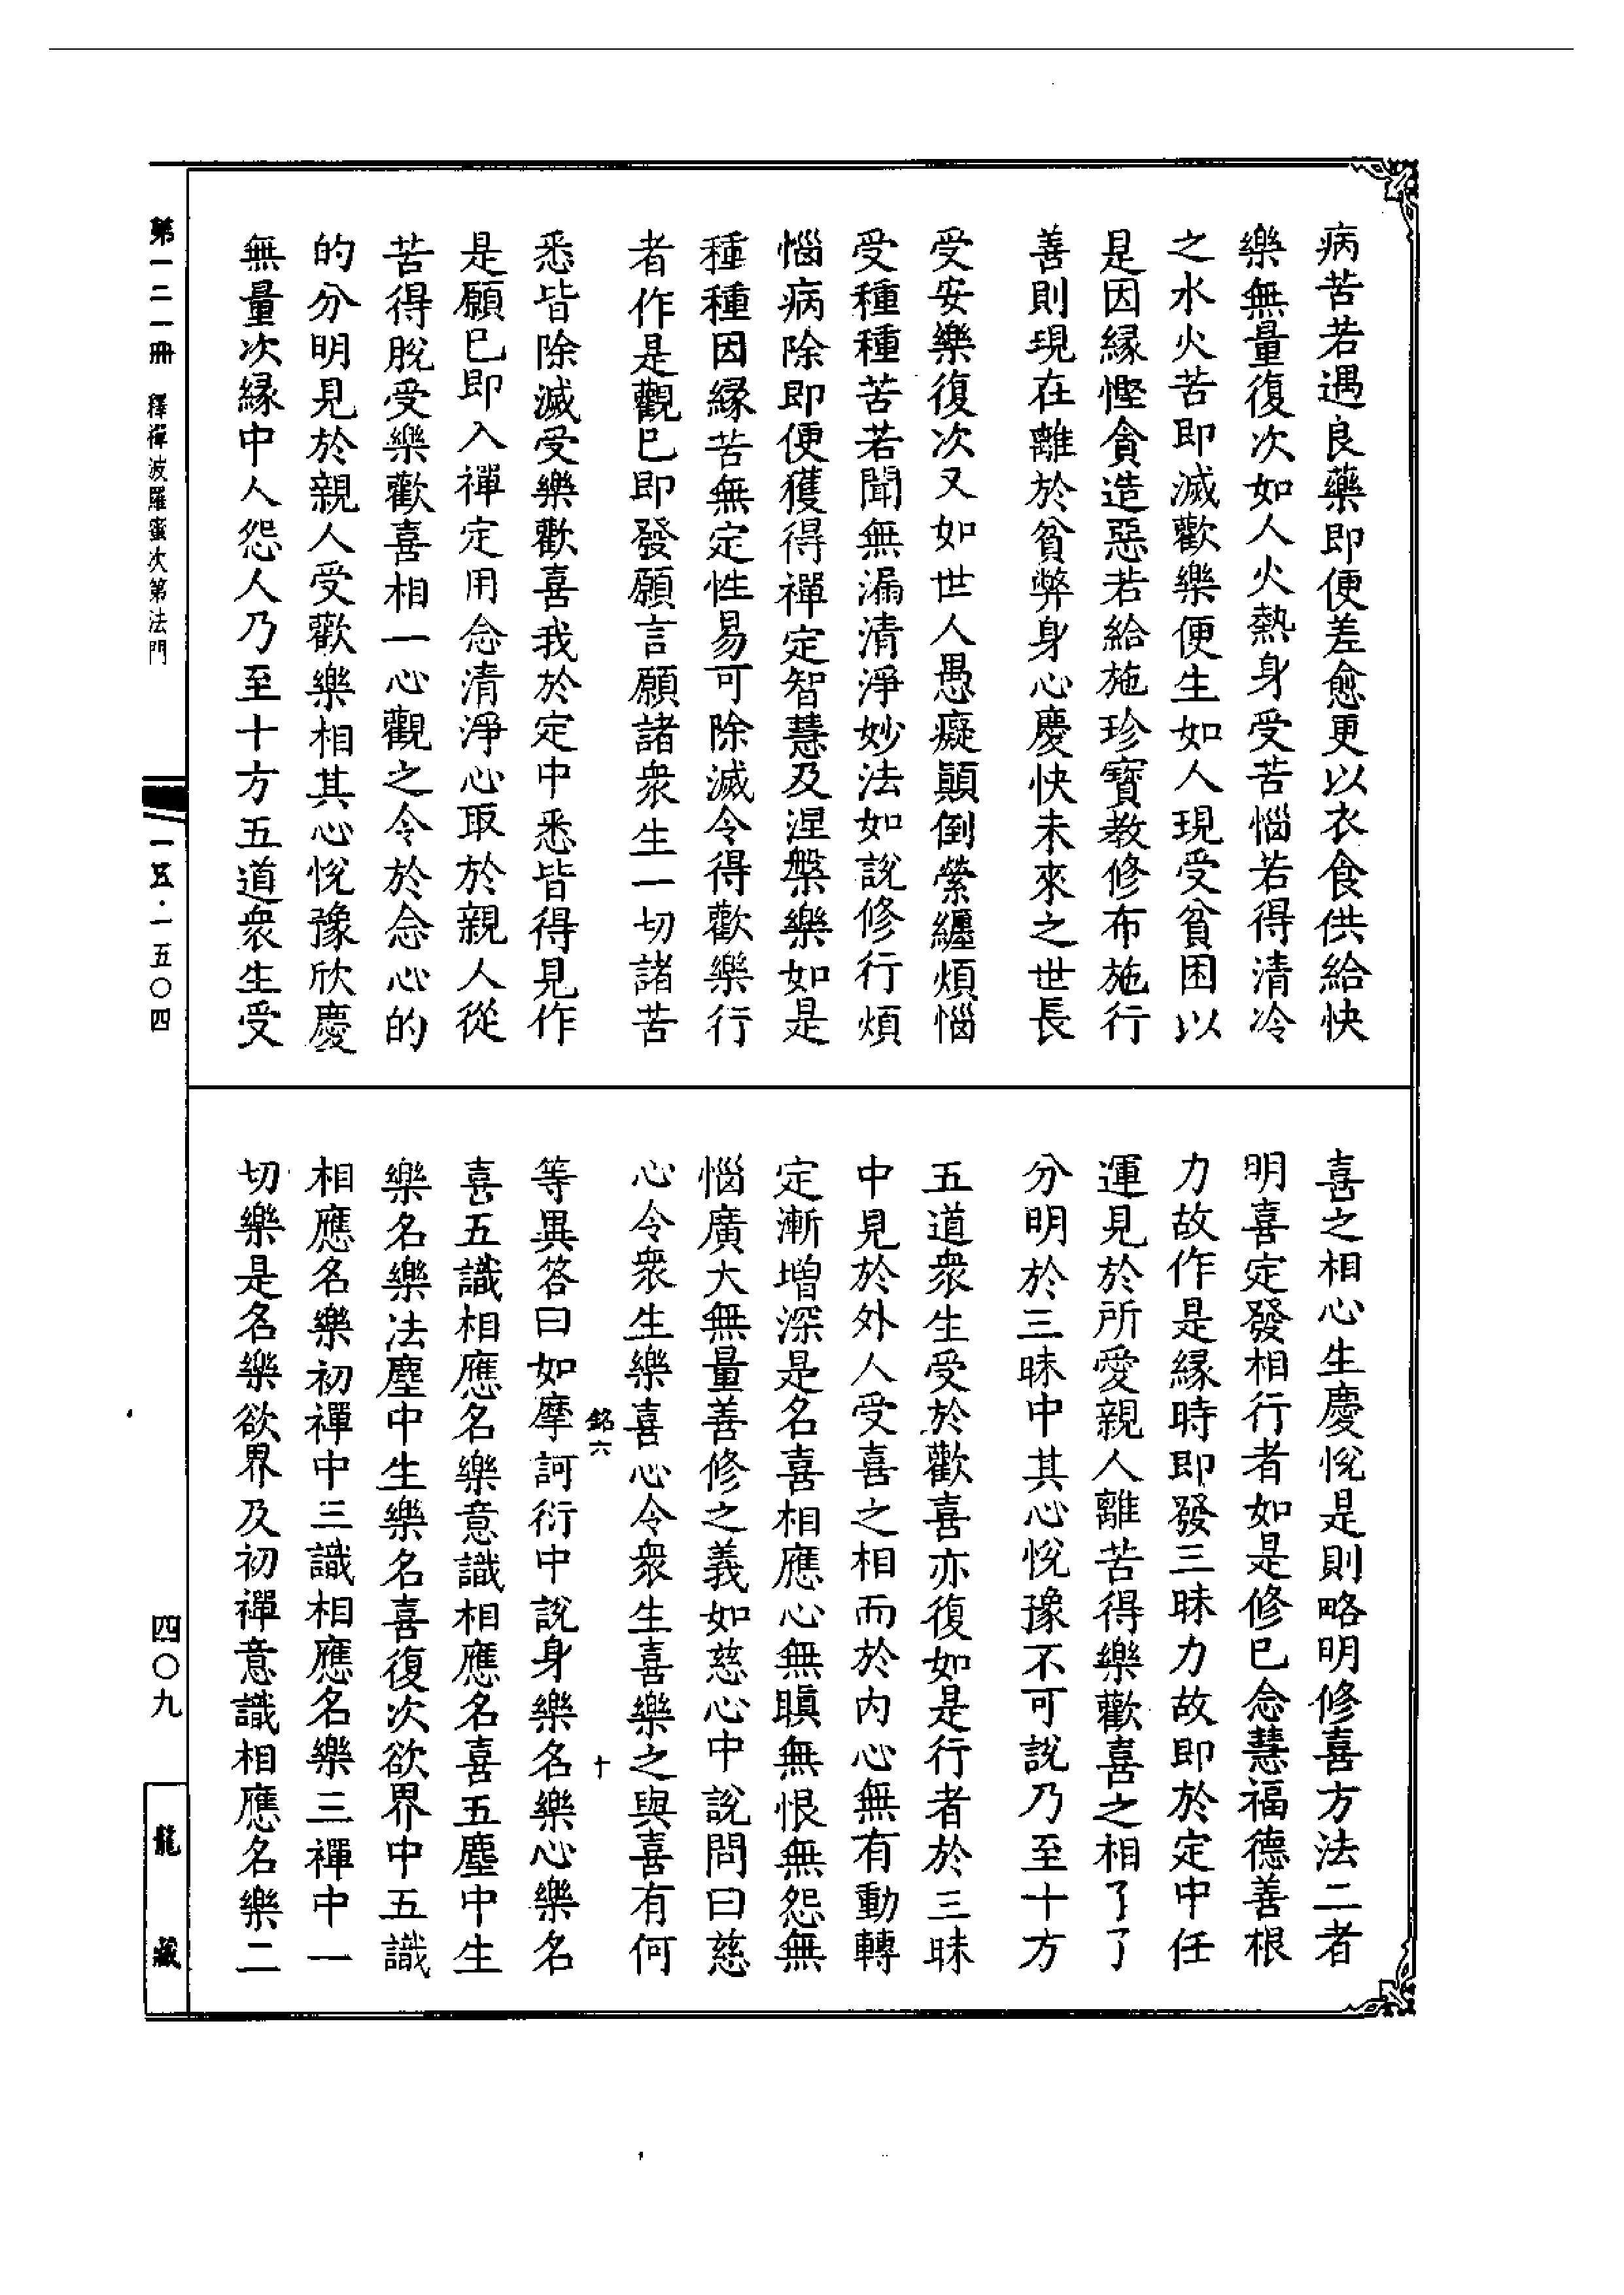 病苦若遇良藥即便差愈更以衣食供給快
樂無量復次如人火熱身受苦惱若得清冷
之水火苦即滅歡樂便生如人現受貧困以
是因緣慳貪造惡若給施珍寶教修布施行
善則現在離於貧弊身心慶快未來之世長
受安樂復次又如世人愚癡顛倒縈纏煩惱
受種種苦若聞無漏清淨妙法如說修行煩
惱病除即便獲得禪定智慧及涅槃樂如是
種種因緣苦無定性易可除滅令得歡樂行
者作是觀已即發願言願諸衆生一切諸苦
悉皆除滅受樂歡喜我於定中悉皆得見作
是願已即入禪定用念清淨心取於親人從
苦得脫受樂歡喜相一心觀之令於念心的
的分明見於親人受歡樂相其心悅豫欣慶
無量次緣中人怨人乃至十方五道衆生受
喜之相心生慶悅是則略明修喜方法二者
明喜定發相行者如是修已念慧福德善根
力故作是緣時即發三昧力故即於定中任
運見於所愛親人離苦得樂歡喜之相了了
分明於三昧中其心悅豫不可說乃至十方
五道衆生受於歡喜亦復如是行者於三昧
中見於外人受喜之相而於內心無有動轉
定漸增深是名喜相應心無瞋無恨無怨無
惱廣大無量善修之義如慈心中說問曰慈
心令衆生樂喜心令衆生喜樂之與喜有何
銘六
十
等異答曰如摩訶衍中說身樂名樂心樂名
喜五識相應名樂意識相應名喜五塵中生
樂名樂法塵中生樂名喜復次欲界中五識
相應名樂初禪中三識相應名樂三禪中一
切樂是名樂欲界及初禪意識相應名樂二
第一二一冊
釋禪波羅蜜次第法門
一五·一五〇四
四〇九
龍藏